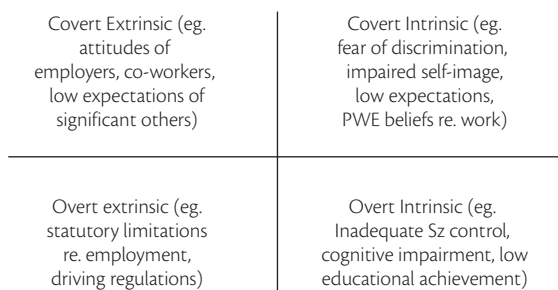 Covert Extrinsic (eg.
attitudes of
employers, co-workers,
low expectations of
significant others)
Covert Intrinsic (eg.
fear of discrimination,
impaired self-image,
low expectations,
PWE beliefs re. work)
Overt extrinsic (eg.
statutory limitations
re. employment,
driving regulations)
Overt Intrinsic (eg.
Inadequate Sz control,
cognitive impairment, low
educational achievement)